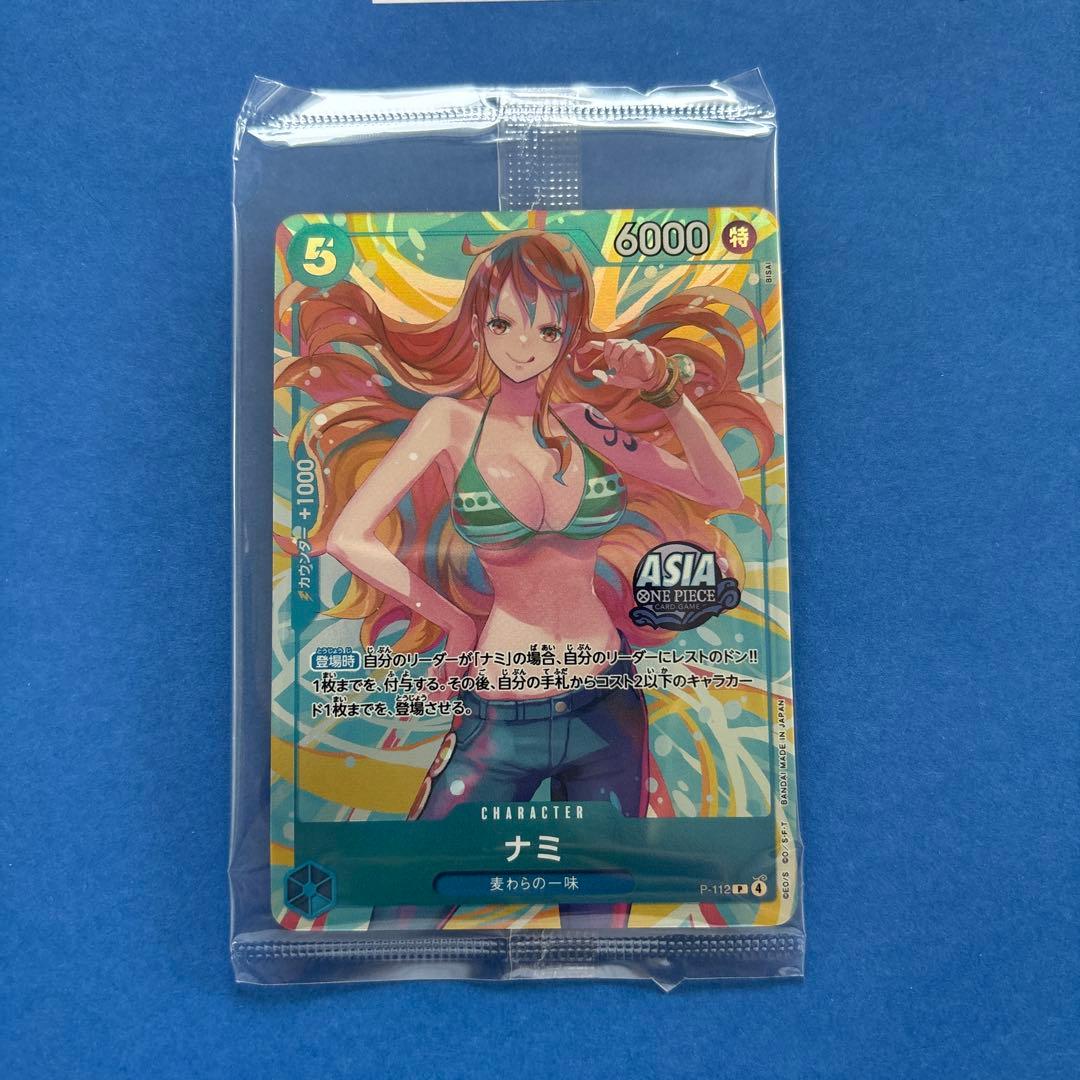 5
6000 特
BISAI
カウンター +1000
ASIA
ONE PIECE
CARD GAME
登場時 自分のリーダーが「ナミ」の場合、自分のリーダーにレストのドン!!
1枚までを、付与する。その後、自分の手札からコスト2以下のキャラカー
ド1枚までを、登場させる。
CHARACTER
ナミ
麦わらの一味
P-112 P 4
©EO/S ©O/S・F・T BANDAI MADE IN JAPAN